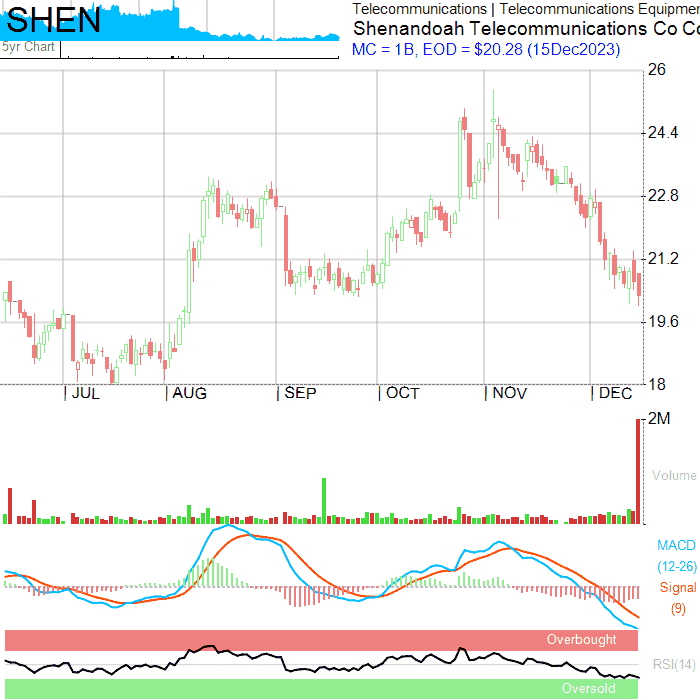 SHEN
5yr Chart
Telecommunications | Telecommunications Equipmen
Shenandoah Telecommunications Co Co
MC = 1B, EOD = $20.28 (15Dec2023)
26
24.4
22.8
21.2
19.6
18
JUL AUG SEP OCT NOV DEC
2M
Volume
MACD
(12-26)
Signal
(9)
Overbought
RSI(14)
Oversold